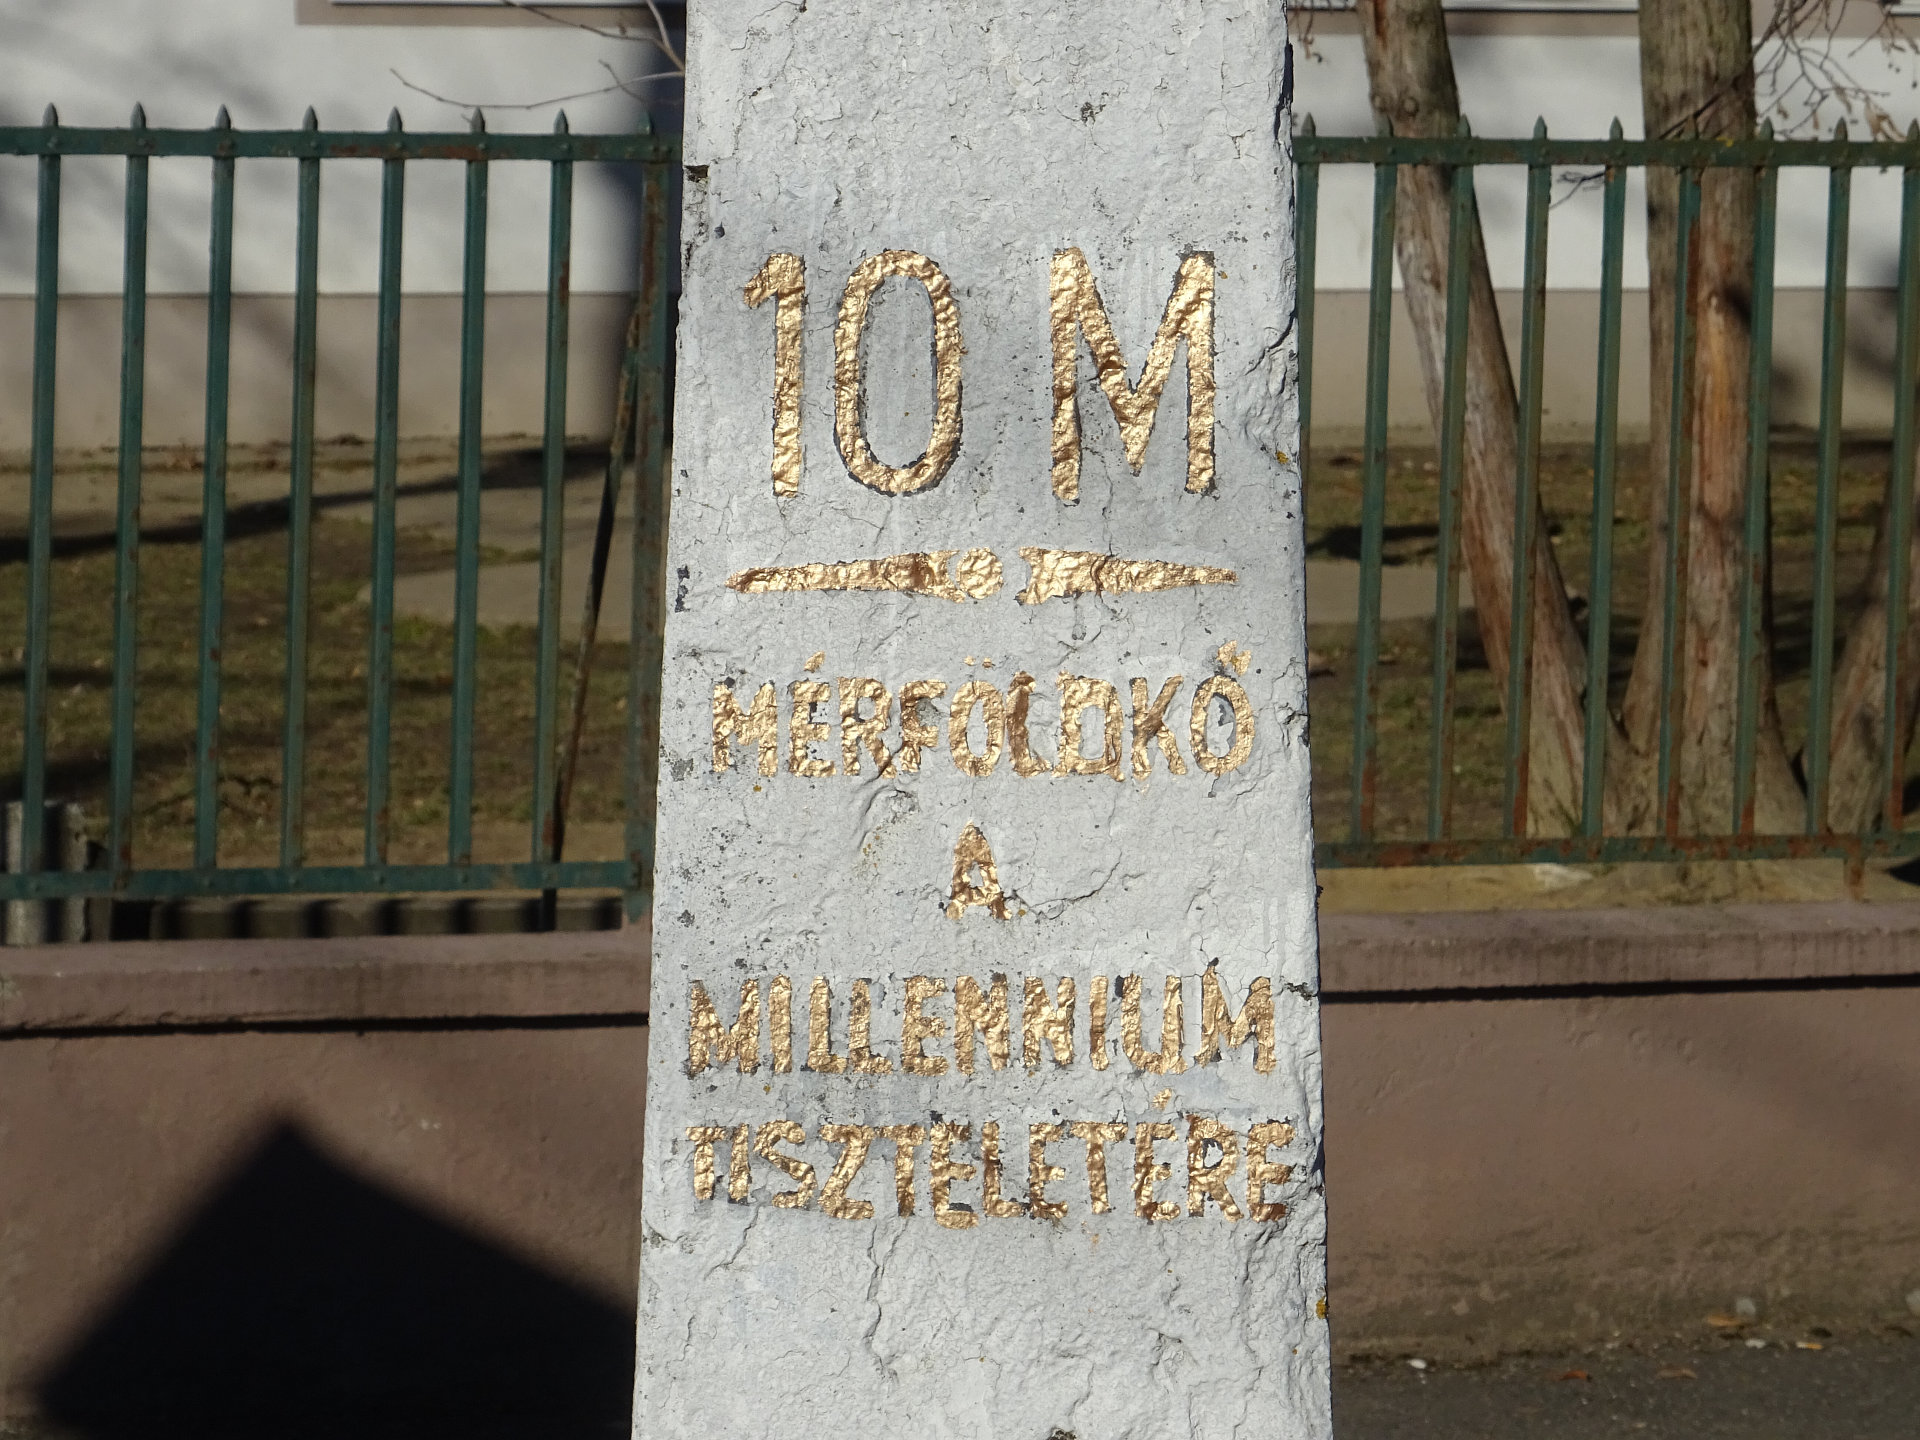 10 M
MÉRFÖLDKŐ
A
MILLENNIUM
TISZTELETÉRE